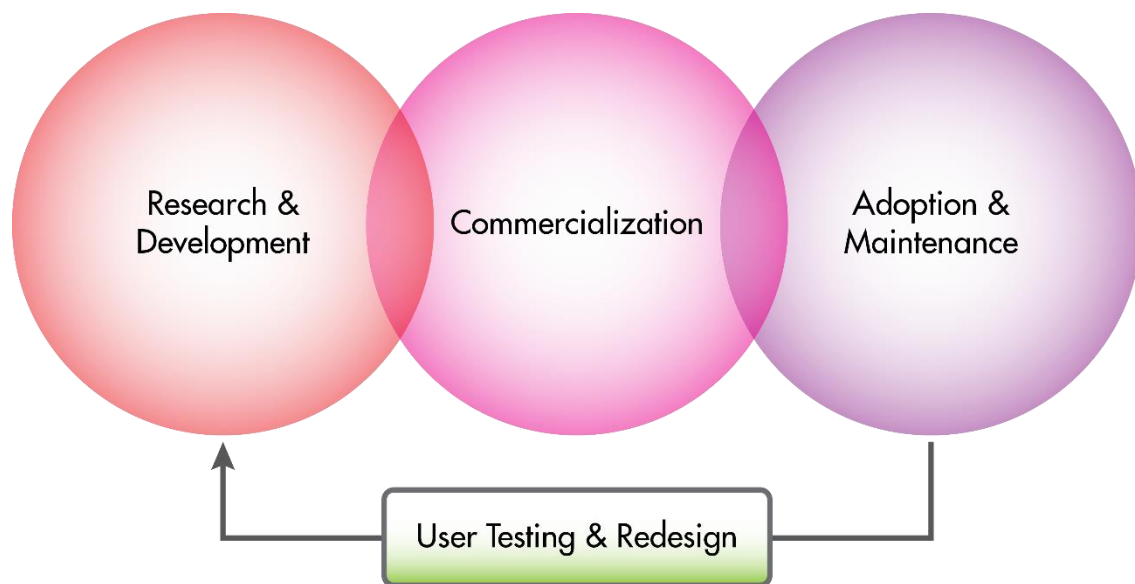 Research &
Development
Commercialization
Adoption &
Maintenance
User Testing & Redesign